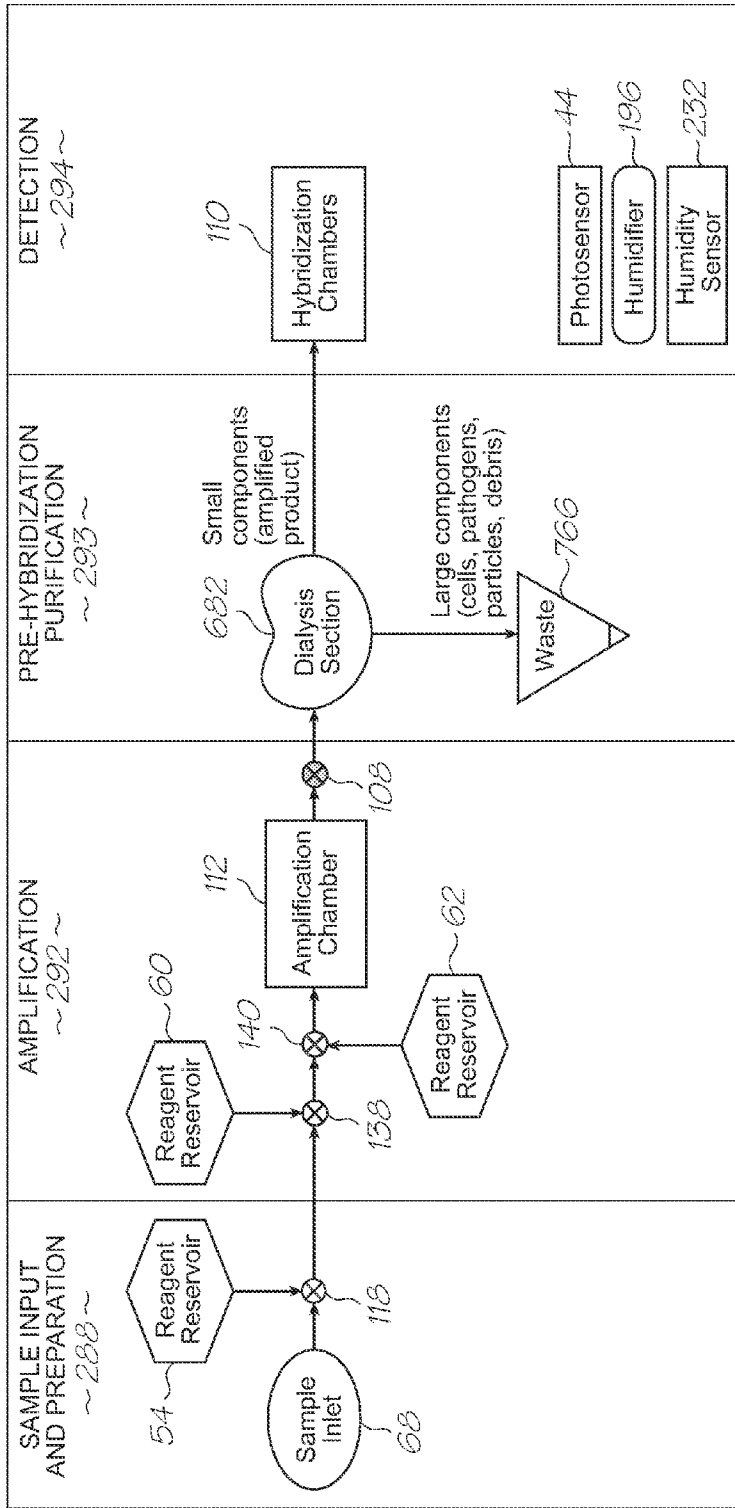 SAMPLE INPUT
AND PREPARATION
~288~
54
Reagent
Reservoir
118
Sample
Inlet
68
AMPLIFICATION
~292~
60
Reagent
Reservoir
138
140
112
Amplification
Chamber
108
62
Reagent
Reservoir
PRE-HYBRIDIZATION
PURIFICATION
~293~
682
Dialysis
Section
Small
components
(amplified
product)
Large components
(cells, pathogens,
particles, debris)
Waste
766
DETECTION
~294~
110
Hybridization
Chambers
Photosensor
44
Humidifier
196
Humidity
Sensor
232